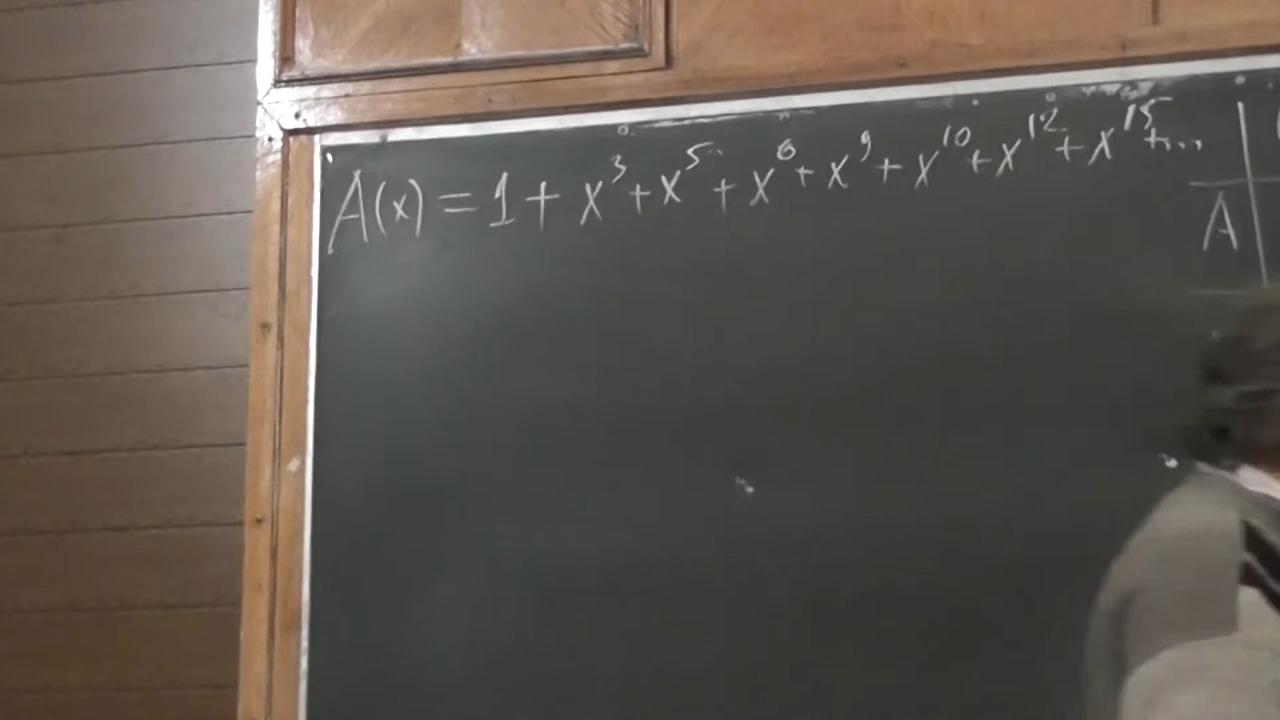 A(x) = 1 + x³ + x⁵ + x⁶ + x⁹ + x¹⁰ + x¹² + x¹⁵ + ...
A